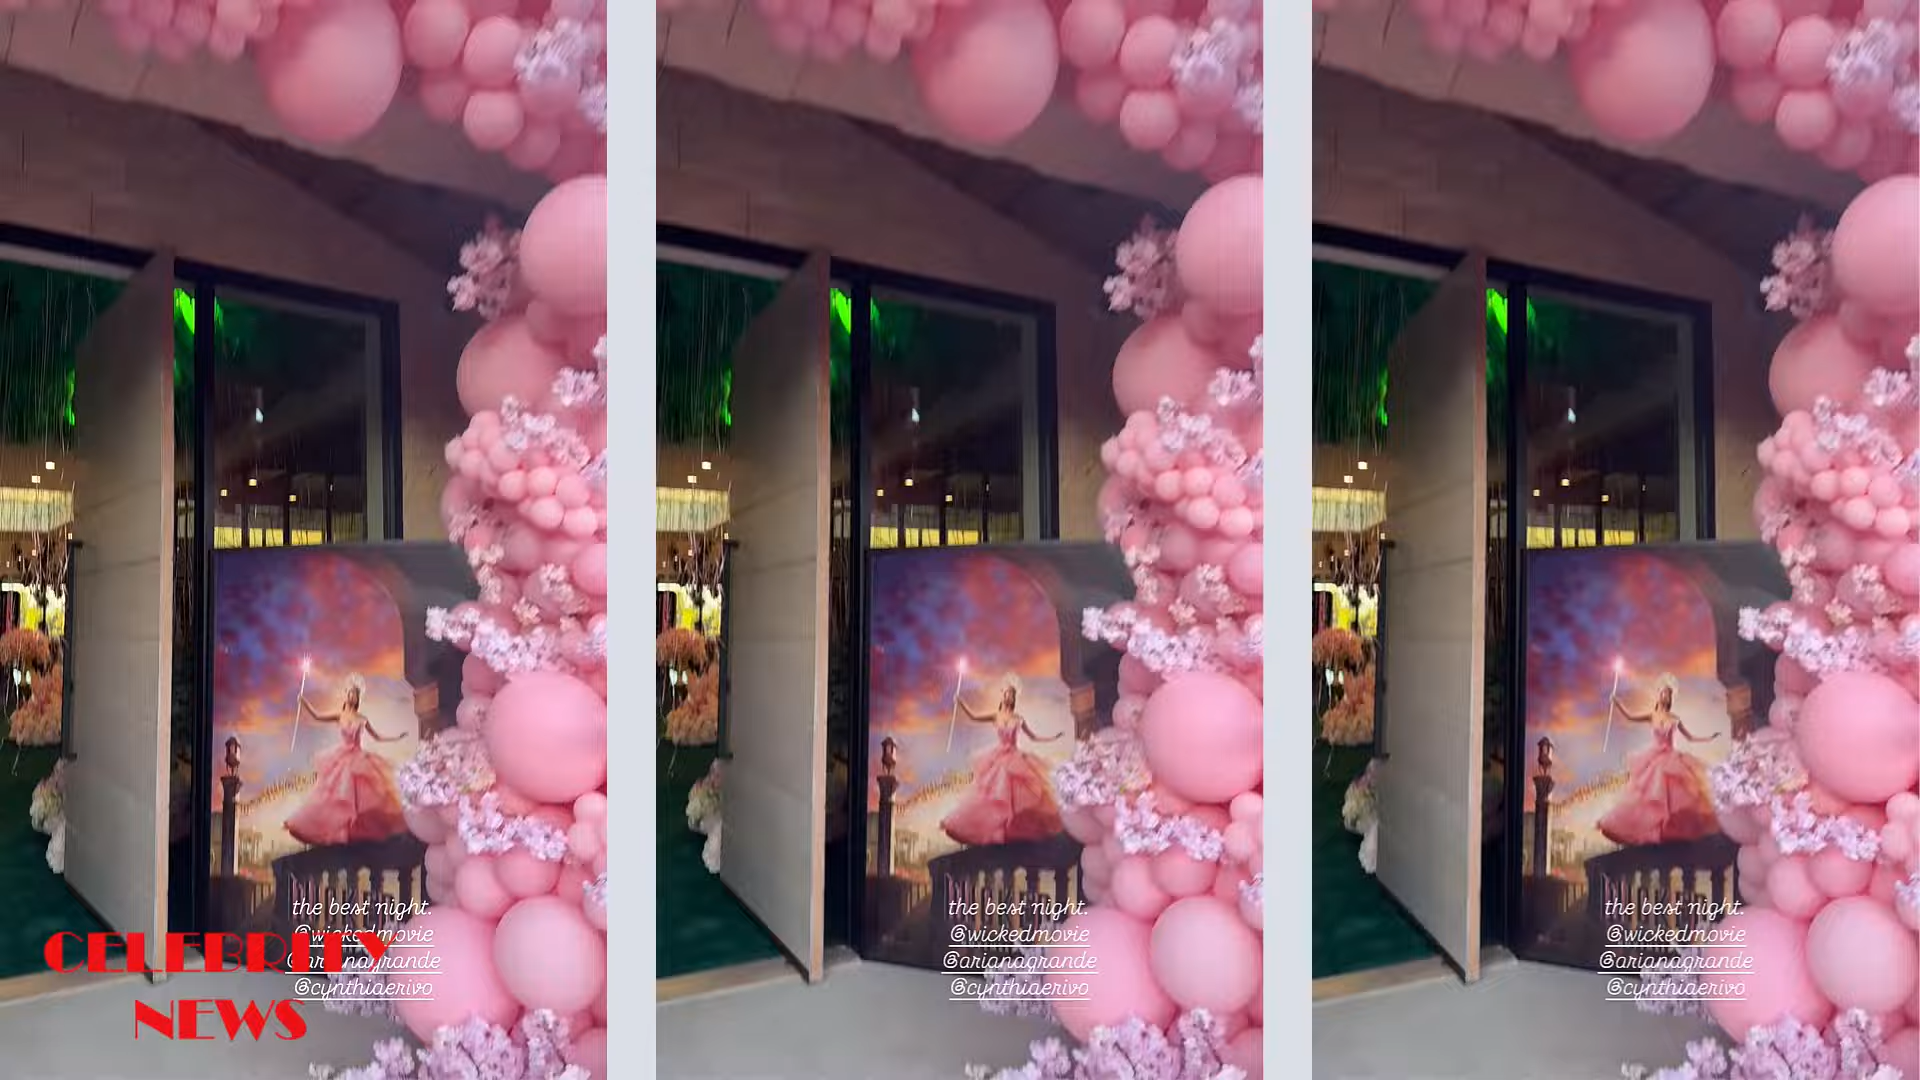 the best night.
@wickedmovie
@arianagrande
@cynthiaerivo
CELEBRITY
NEWS
the best night.
@wickedmovie
@arianagrande
@cynthiaerivo
the best night.
@wickedmovie
@arianagrande
@cynthiaerivo